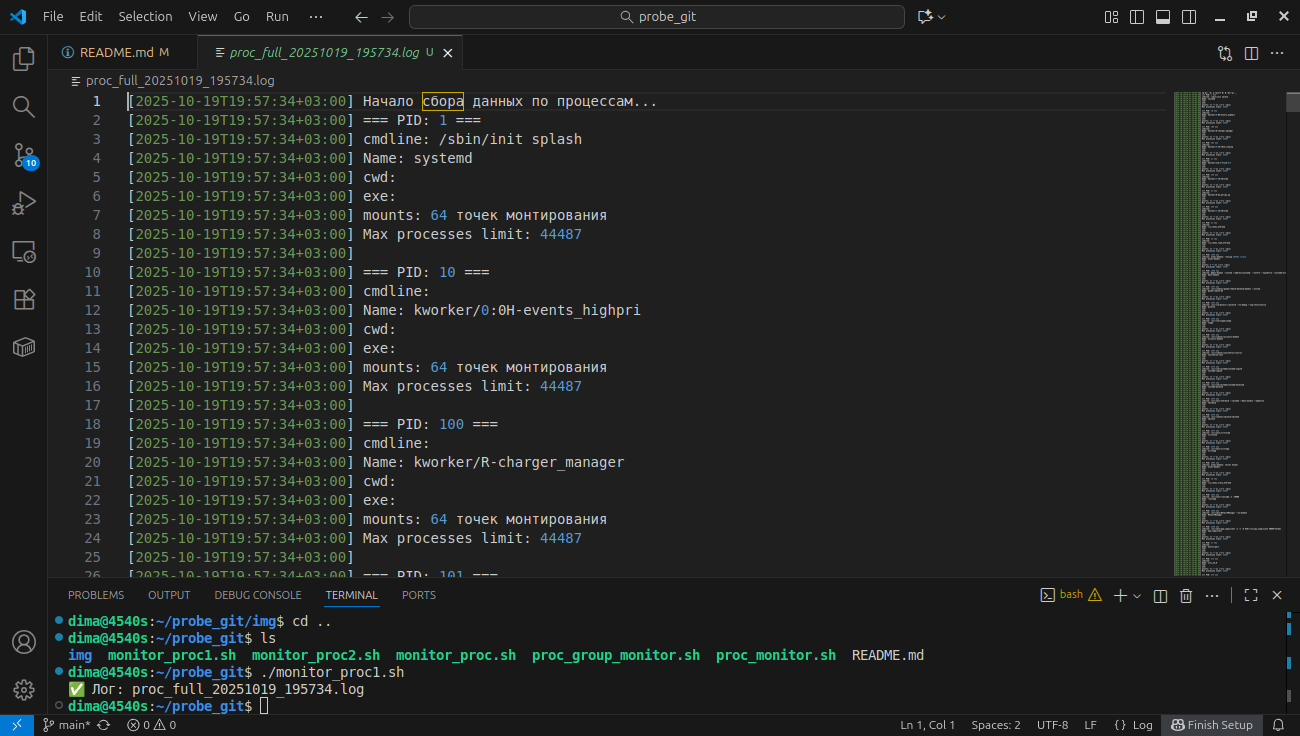 File Edit Selection View Go Run ··· probe_git
README.md M proc_full_20251019_195734.log U
proc_full_20251019_195734.log
1 [2025-10-19T19:57:34+03:00] Начало сбора данных по процессам...
2 [2025-10-19T19:57:34+03:00] === PID: 1 ===
3 [2025-10-19T19:57:34+03:00] cmdline: /sbin/init splash
4 [2025-10-19T19:57:34+03:00] Name: systemd
5 [2025-10-19T19:57:34+03:00] cwd:
6 [2025-10-19T19:57:34+03:00] exe:
7 [2025-10-19T19:57:34+03:00] mounts: 64 точек монтирования
8 [2025-10-19T19:57:34+03:00] Max processes limit: 44487
9 [2025-10-19T19:57:34+03:00]
10 [2025-10-19T19:57:34+03:00] === PID: 10 ===
11 [2025-10-19T19:57:34+03:00] cmdline:
12 [2025-10-19T19:57:34+03:00] Name: kworker/0:0H-events_highpri
13 [2025-10-19T19:57:34+03:00] cwd:
14 [2025-10-19T19:57:34+03:00] exe:
15 [2025-10-19T19:57:34+03:00] mounts: 64 точек монтирования
16 [2025-10-19T19:57:34+03:00] Max processes limit: 44487
17 [2025-10-19T19:57:34+03:00]
18 [2025-10-19T19:57:34+03:00] === PID: 100 ===
19 [2025-10-19T19:57:34+03:00] cmdline:
20 [2025-10-19T19:57:34+03:00] Name: kworker/R-charger_manager
21 [2025-10-19T19:57:34+03:00] cwd:
22 [2025-10-19T19:57:34+03:00] exe:
23 [2025-10-19T19:57:34+03:00] mounts: 64 точек монтирования
24 [2025-10-19T19:57:34+03:00] Max processes limit: 44487
25 [2025-10-19T19:57:34+03:00]
26 [2025-10-19T19:57:34+03:00] === PID: 101 ===
10
PROBLEMS OUTPUT DEBUG CONSOLE TERMINAL PORTS bash
dima@4540s:~/probe_git/img$ cd ..
dima@4540s:~/probe_git$ ls
img monitor_proc1.sh monitor_proc2.sh monitor_proc.sh proc_group_monitor.sh proc_monitor.sh README.md
dima@4540s:~/probe_git$ ./monitor_proc1.sh
✅ Лог: proc_full_20251019_195734.log
dima@4540s:~/probe_git$
main* 0 0 Ln 1, Col 1 Spaces: 2 UTF-8 LF {} Log Finish Setup